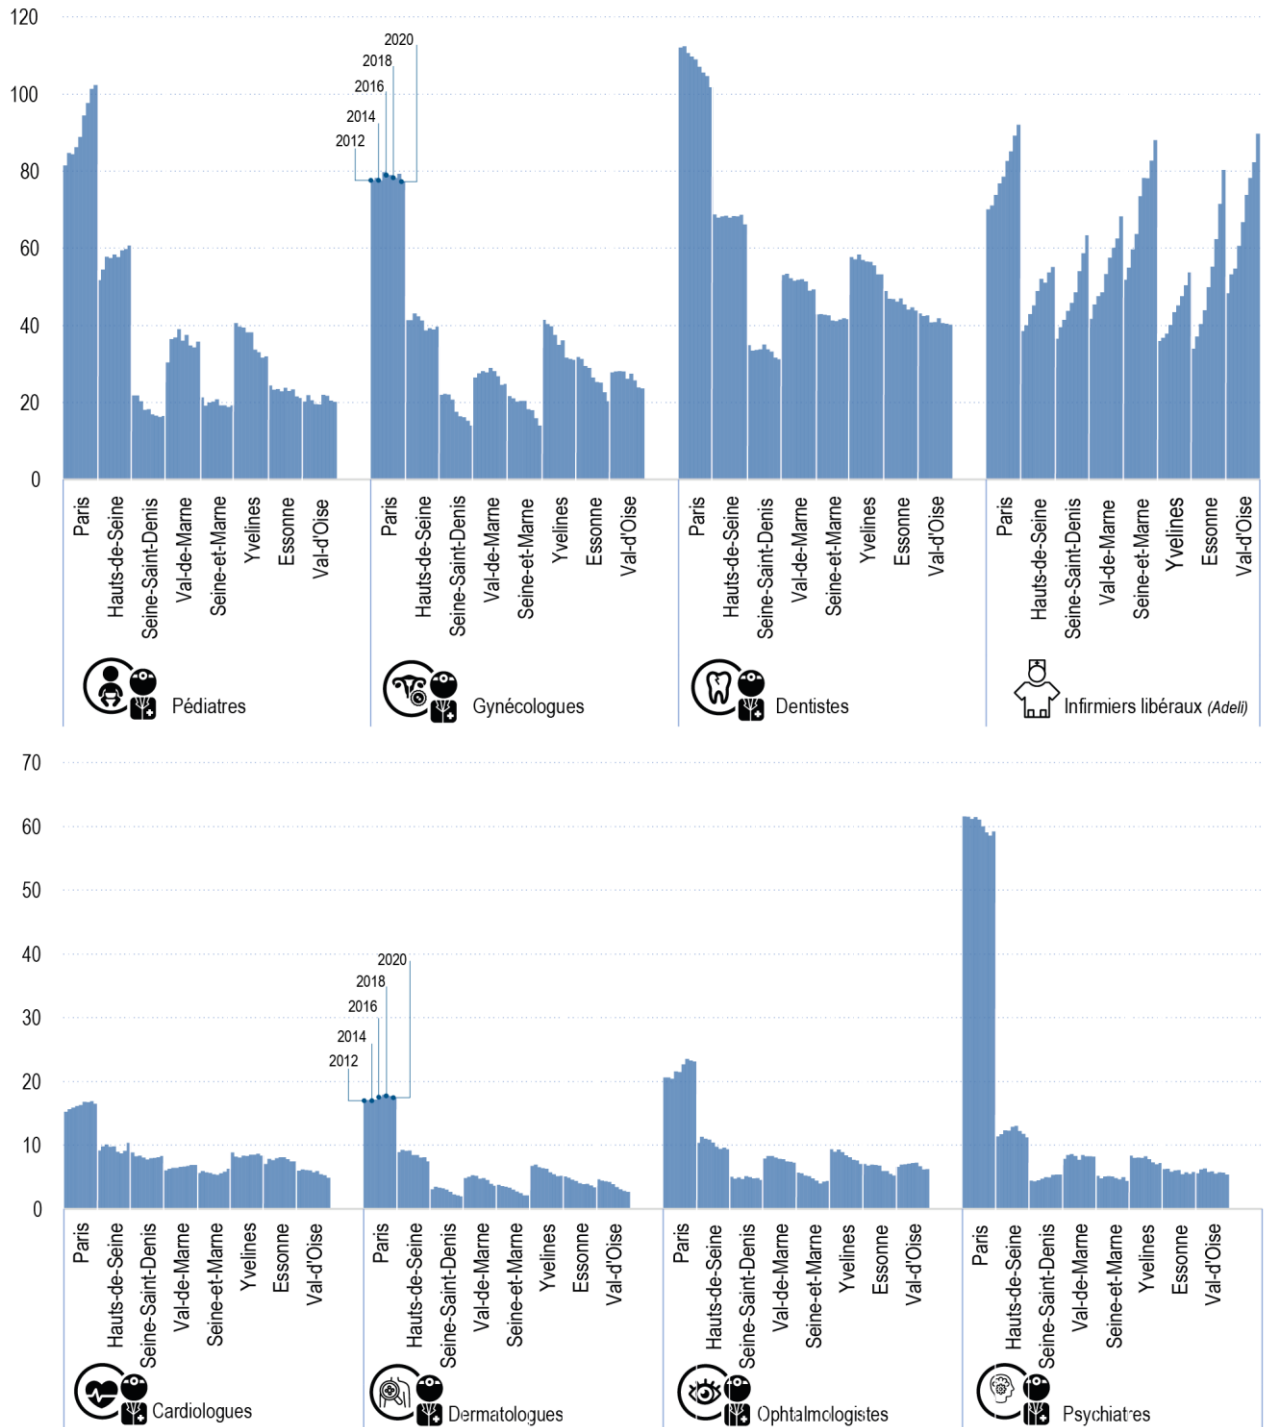 120
100
80
60
40
20
0
2012
2014
2016
2018
2020
Paris
Hauts-de-Seine
Seine-Saint-Denis
Val-de-Marne
Seine-et-Marne
Yvelines
Essonne
Val-d'Oise
Paris
Hauts-de-Seine
Seine-Saint-Denis
Val-de-Marne
Seine-et-Marne
Yvelines
Essonne
Val-d'Oise
Paris
Hauts-de-Seine
Seine-Saint-Denis
Val-de-Marne
Seine-et-Marne
Yvelines
Essonne
Val-d'Oise
Paris
Hauts-de-Seine
Seine-Saint-Denis
Val-de-Marne
Seine-et-Marne
Yvelines
Essonne
Val-d'Oise
Pédiatres
Gynécologues
Dentistes
Infirmiers libéraux (Adeli)
70
60
50
40
30
20
10
0
2012
2014
2016
2018
2020
Paris
Hauts-de-Seine
Seine-Saint-Denis
Val-de-Marne
Seine-et-Marne
Yvelines
Essonne
Val-d'Oise
Paris
Hauts-de-Seine
Seine-Saint-Denis
Val-de-Marne
Seine-et-Marne
Yvelines
Essonne
Val-d'Oise
Paris
Hauts-de-Seine
Seine-Saint-Denis
Val-de-Marne
Seine-et-Marne
Yvelines
Essonne
Val-d'Oise
Paris
Hauts-de-Seine
Seine-Saint-Denis
Val-de-Marne
Seine-et-Marne
Yvelines
Essonne
Val-d'Oise
Cardiologues
Dermatologues
Ophtalmologistes
Psychiatres